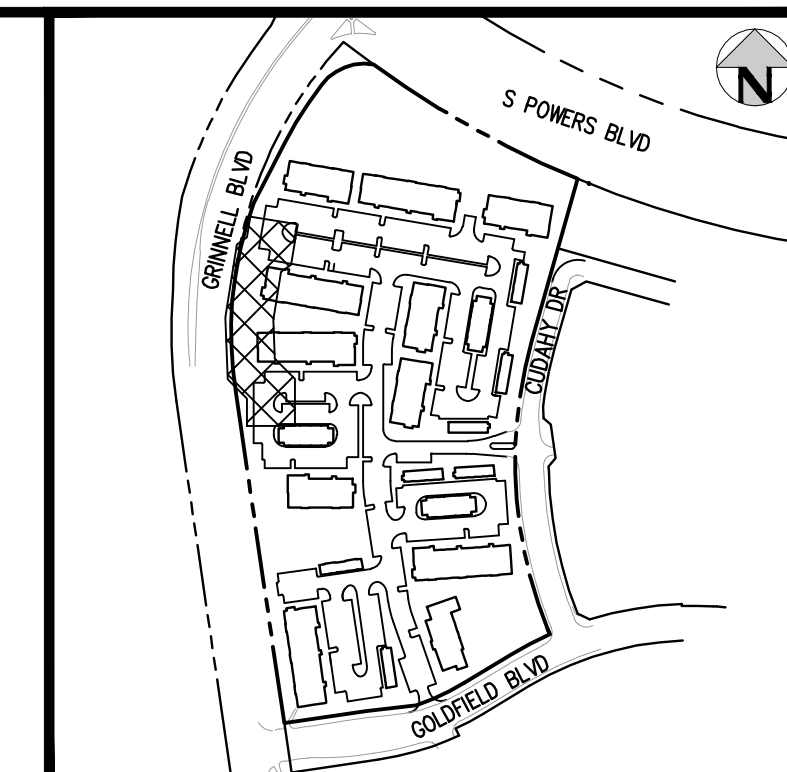 N
S POWERS BLVD
GRINNELL BLVD
CUDAHY DR
GOLDFIELD BLVD